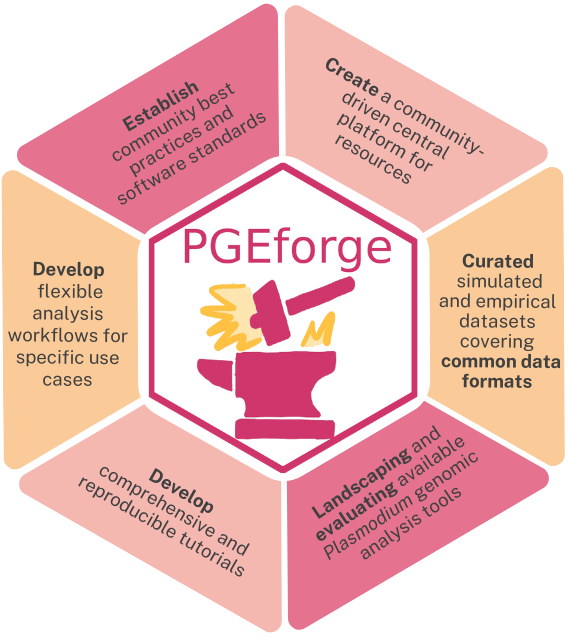 Establish
community best
practices and
software standards
Create a community-
driven central
platform for
resources
PGEforge
Develop
flexible
analysis
workflows for
specific use
cases
Curated
simulated
and empirical
datasets
covering
common data
formats
Develop
comprehensive and
reproducible tutorials
Landscaping and
evaluating available
Plasmodium genomic
analysis tools